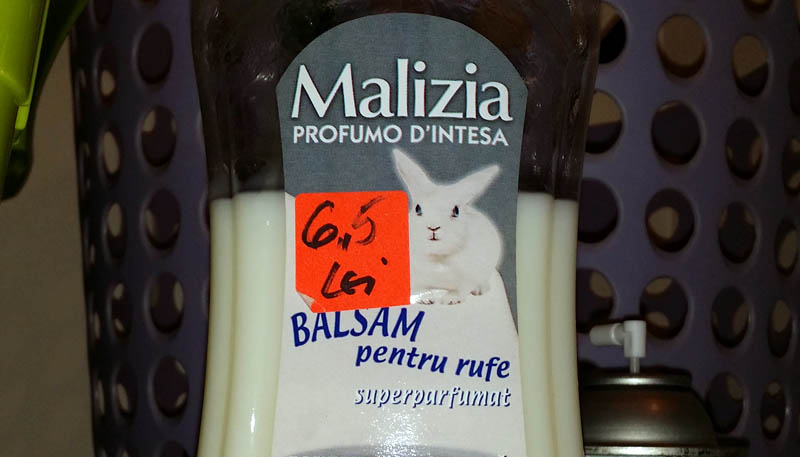 Malizia
PROFUMO D'INTESA
6,5
Lei
BALSAM
pentru rufe
superparfumat